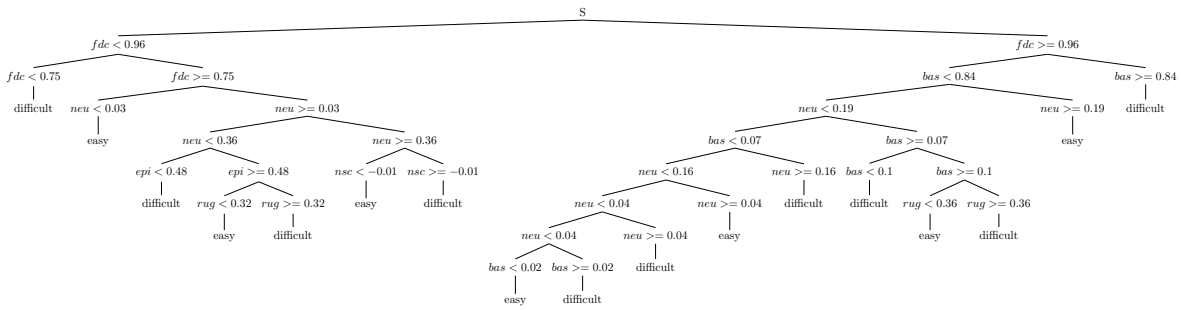 S
fdc < 0.96 fdc >= 0.96
fdc < 0.75 fdc >= 0.75 bas < 0.84 bas >= 0.84
difficult neu < 0.03 neu >= 0.03 neu < 0.19 neu >= 0.19 difficult
easy neu < 0.36 neu >= 0.36 bas < 0.07 bas >= 0.07 easy
epi < 0.48 epi >= 0.48 nsc < −0.01 nsc >= −0.01 neu < 0.16 neu >= 0.16 bas < 0.1 bas >= 0.1
difficult rug < 0.32 rug >= 0.32 easy difficult neu < 0.04 neu >= 0.04 difficult difficult rug < 0.36 rug >= 0.36
easy difficult neu < 0.04 neu >= 0.04 easy easy difficult
bas < 0.02 bas >= 0.02 difficult
easy difficult